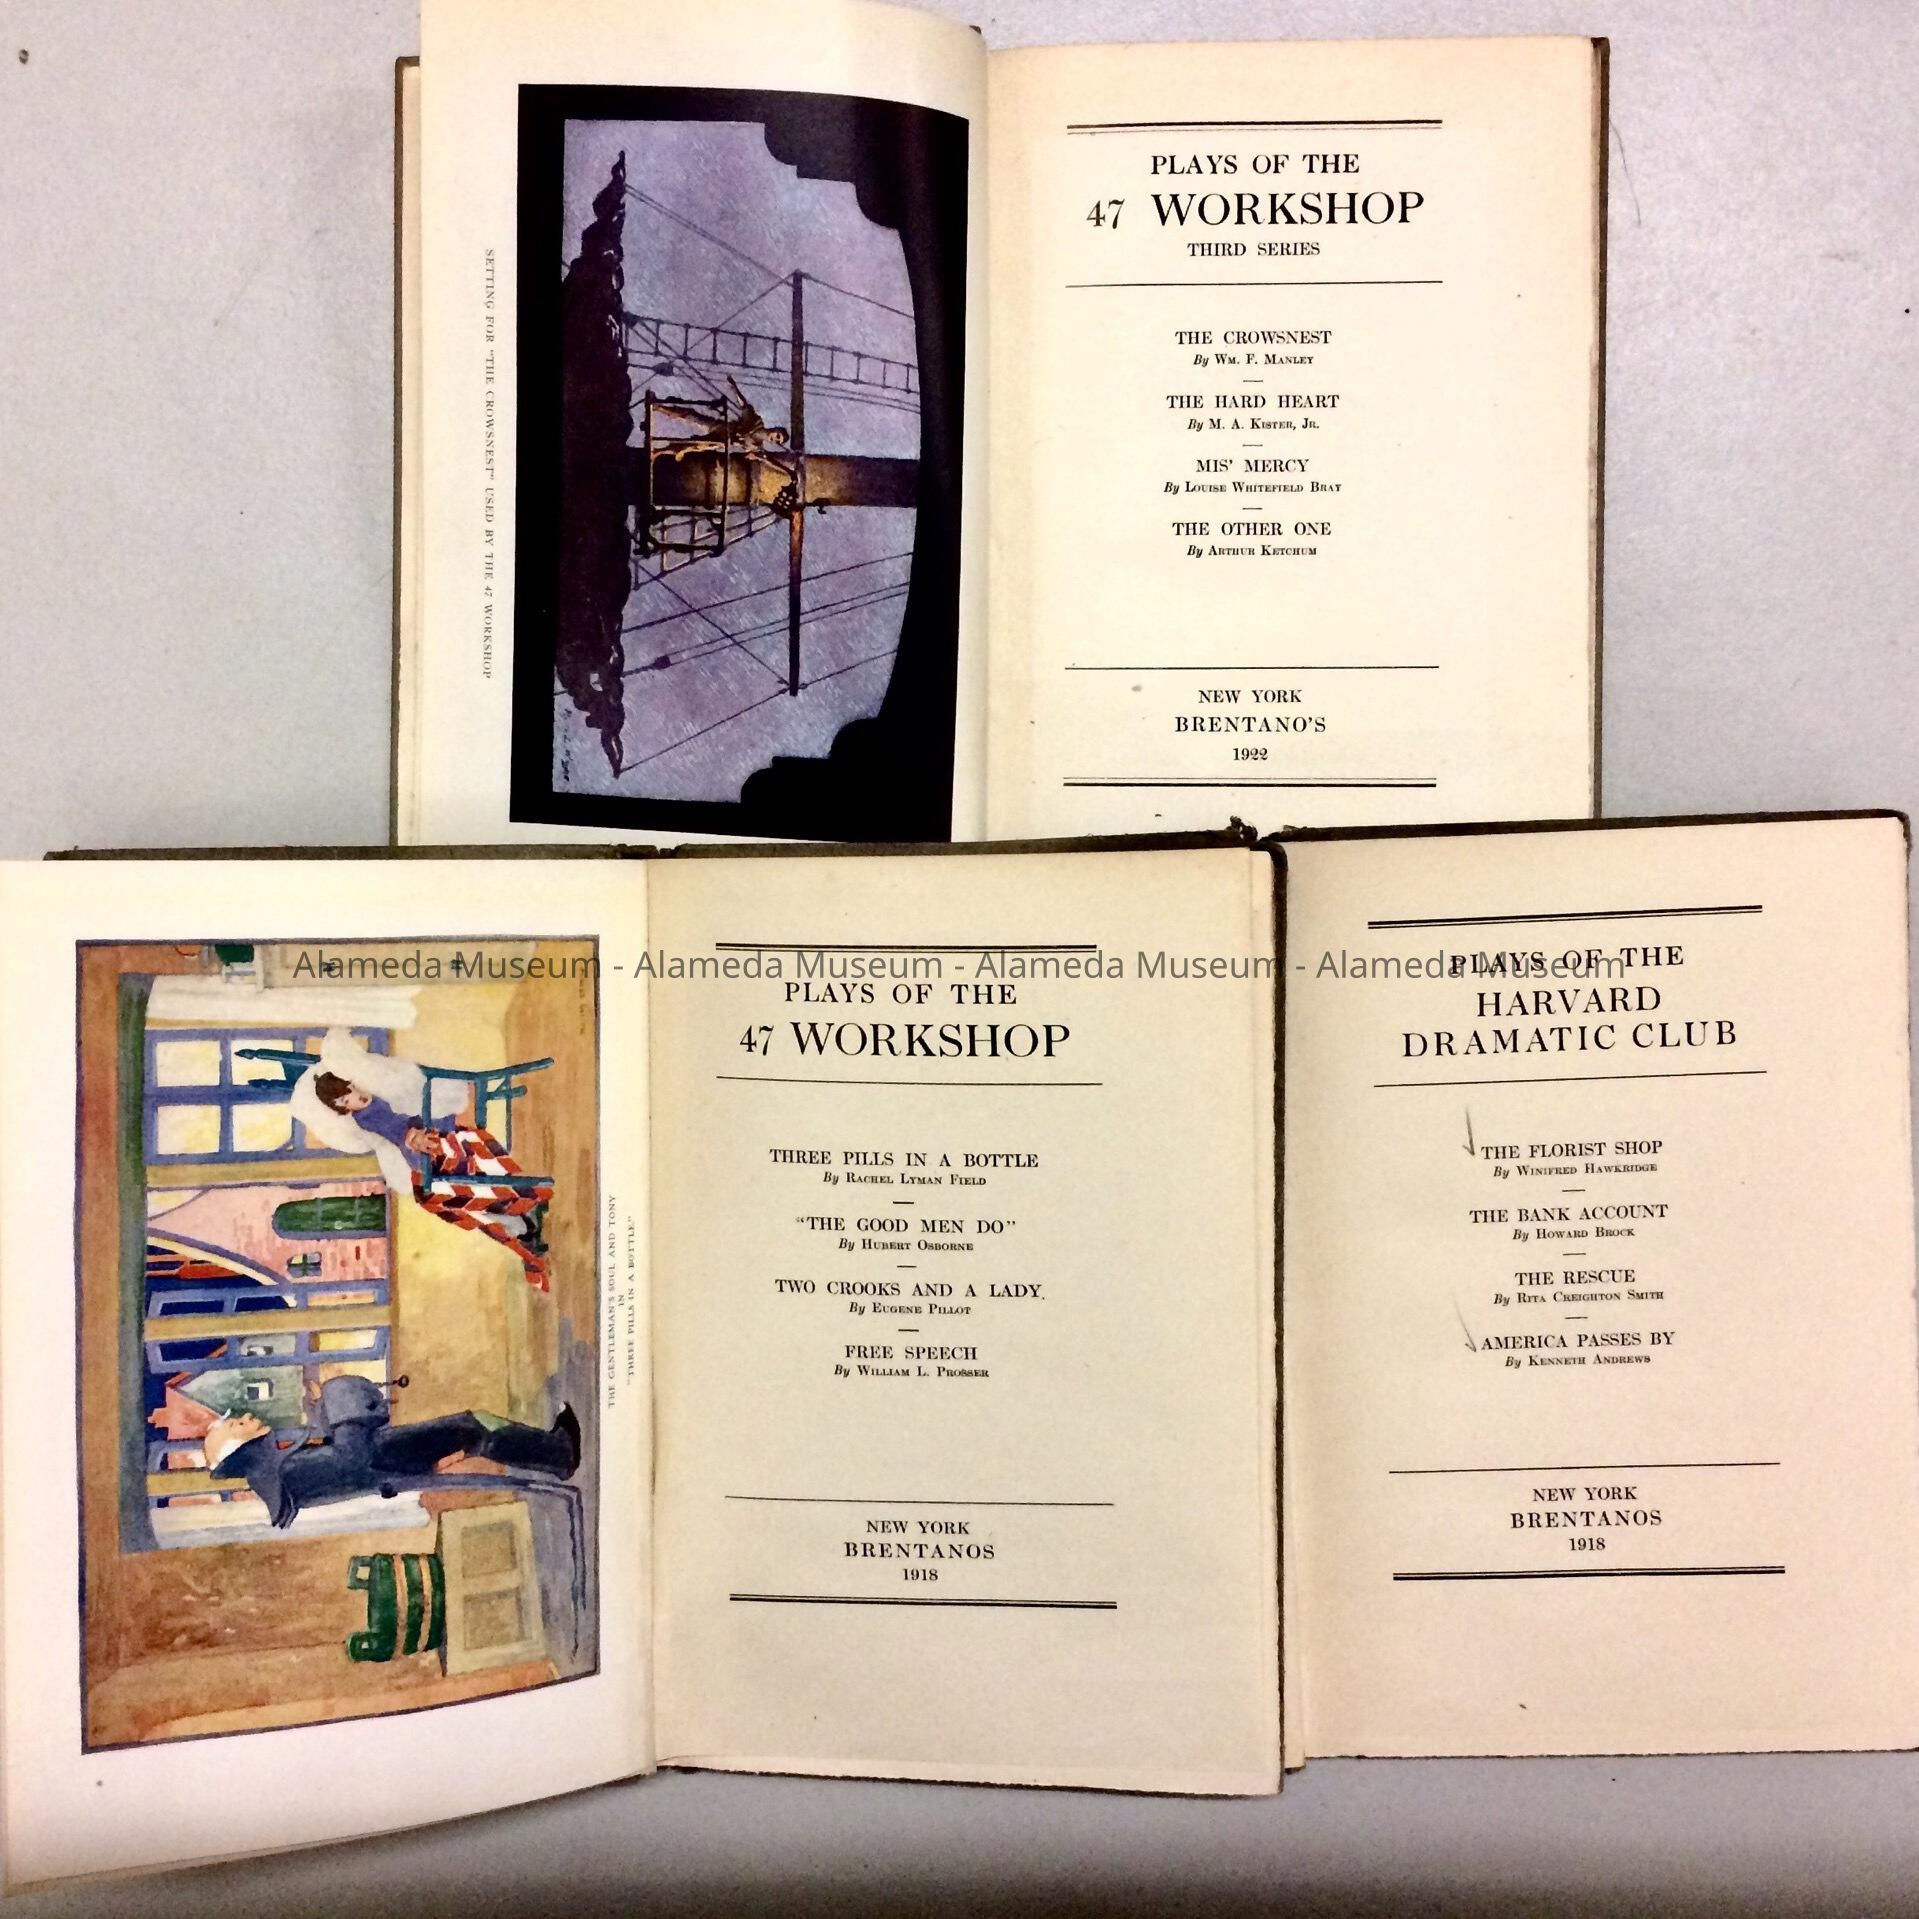 SETTING FOR "THE CROWSNEST" USED BY THE 47 WORKSHOP
PLAYS OF THE
47 WORKSHOP
THIRD SERIES
THE CROWSNEST
By WM. F. MANLEY
THE HARD HEART
By M. A. KISTER, JR.
MIS' MERCY
By LOUISE WHITEFIELD BRAY
THE OTHER ONE
By ARTHUR KETCHUM
NEW YORK
BRENTANO'S
1922
Alameda Museum - Alameda Museum - Alameda Museum - Alameda Museum
THE GENTLEMAN'S SOUL AND TONY
IN
"THREE PILLS IN A BOTTLE"
PLAYS OF THE
47 WORKSHOP
THREE PILLS IN A BOTTLE
By RACHEL LYMAN FIELD
"THE GOOD MEN DO"
By HUBERT OSBORNE
TWO CROOKS AND A LADY
By EUGENE PILLOT
FREE SPEECH
By WILLIAM L. PROSSER
NEW YORK
BRENTANOS
1918
PLAYS OF THE
HARVARD
DRAMATIC CLUB
THE FLORIST SHOP
By WINIFRED HAWKRIDGE
THE BANK ACCOUNT
By HOWARD BROCK
THE RESCUE
By RITA CREIGHTON SMITH
AMERICA PASSES BY
By KENNETH ANDREWS
NEW YORK
BRENTANOS
1918